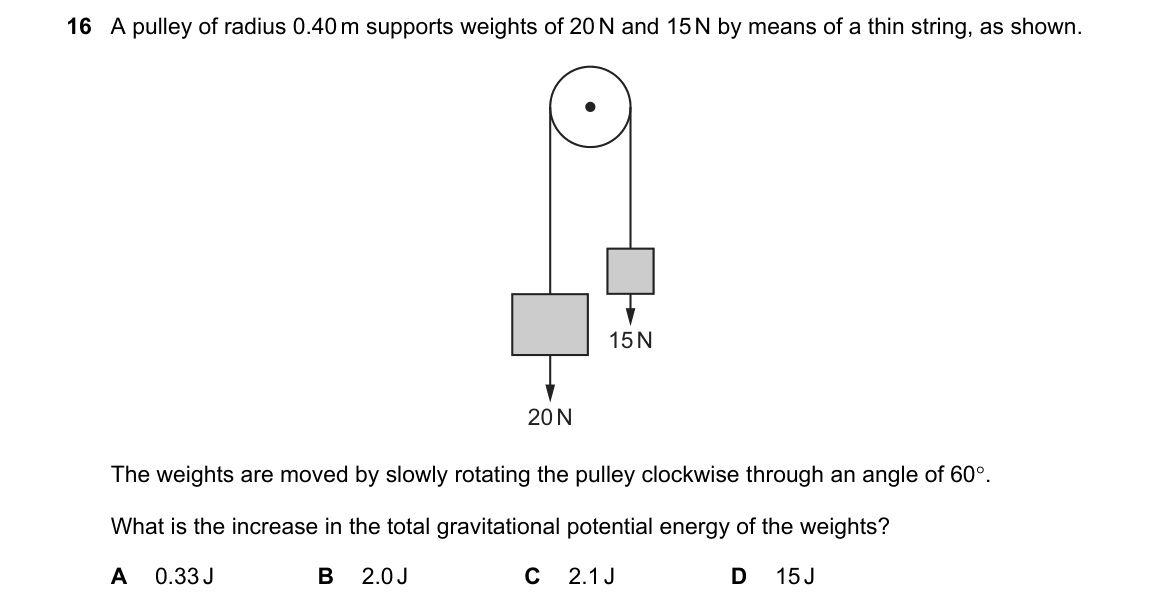 16 A pulley of radius 0.40 m supports weights of 20 N and 15 N by means of a thin string, as shown.
15 N
20 N
The weights are moved by slowly rotating the pulley clockwise through an angle of 60°.
What is the increase in the total gravitational potential energy of the weights?
A 0.33 J B 2.0 J C 2.1 J D 15 J